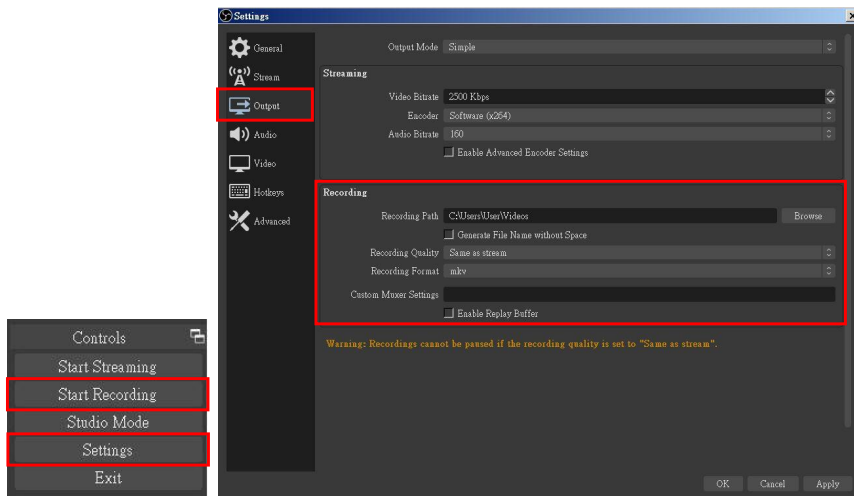 Controls
Start Streaming
Start Recording
Studio Mode
Settings
Exit
Settings
General
Stream
Output
Audio
Video
Hotkeys
Advanced
Output Mode Simple
Streaming
Video Bitrate 2500 Kbps
Encoder Software (x264)
Audio Bitrate 160
Enable Advanced Encoder Settings
Recording
Recording Path C:\Users\User\Videos Browse
Generate File Name without Space
Recording Quality Same as stream
Recording Format mkv
Custom Muxer Settings
Enable Replay Buffer
Warning: Recordings cannot be paused if the recording quality is set to "Same as stream".
OK Cancel Apply